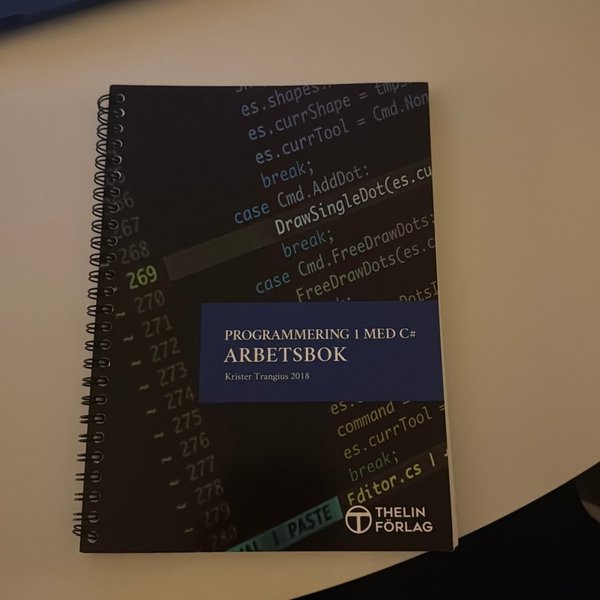 es.shapes.
es.currShape = tmps
es.currTool = Cmd.Non
break;
case Cmd.AddDot:
DrawSingleDot(es.cu
break;
case Cmd.FreeDrawDots:
FreeDrawDots(es.c
267
268
269
~ 270
~ 271
~ 272
~ 273
~ 274
~ 275
~ 276
~ 277
~ 278
~ 279
PROGRAMMERING 1 MED C#
ARBETSBOK
Krister Trangius 2018
es.
command =
es.currTool =
break;
Editor.cs
PASTE
THELIN
FÖRLAG